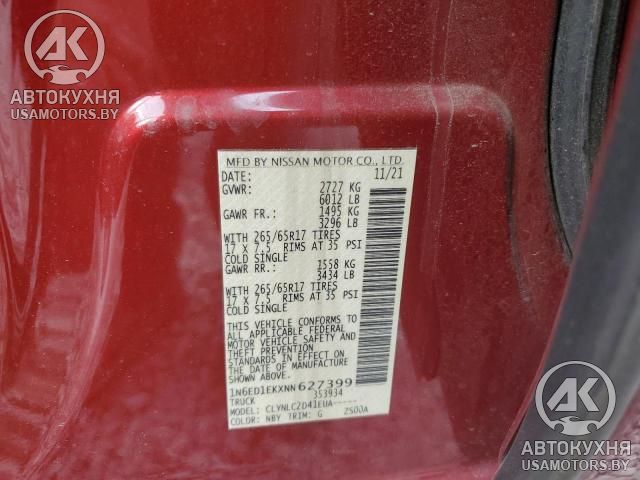 AK
АВТОКУХНЯ
USAMOTORS.BY
MFD BY NISSAN MOTOR CO., LTD.
DATE: 11/21
GVWR: 2727 KG
6012 LB
GAWR FR.: 1495 KG
3296 LB
WITH 265/65R17 TIRES
17 X 7.5 RIMS AT 35 PSI
COLD SINGLE
GAWR RR.: 1558 KG
3434 LB
WITH 265/65R17 TIRES
17 X 7.5 RIMS AT 35 PSI
COLD SINGLE
THIS VEHICLE CONFORMS TO
ALL APPLICABLE FEDERAL
MOTOR VEHICLE SAFETY AND
THEFT PREVENTION
STANDARDS IN EFFECT ON
THE DATE OF MANUFACTURE
SHOWN ABOVE.
1N6ED1EKXNN627399
TRUCK 353934
MODEL: CLYNLC2D41EUA-----
COLOR: NBY TRIM: G ZS00A
AK
АВТОКУХНЯ
USAMOTORS.BY